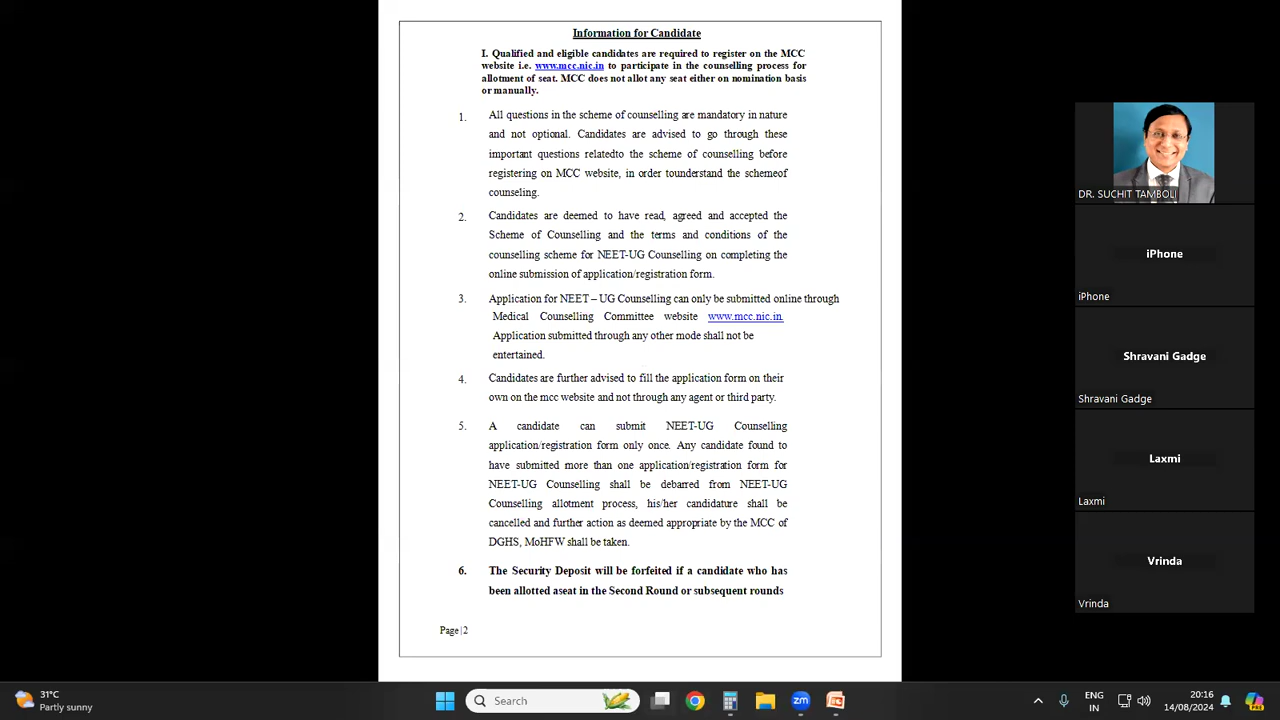 Information for Candidate
I. Qualified and eligible candidates are required to register on the MCC
website i.e. www.mcc.nic.in to participate in the counselling process for
allotment of seat. MCC does not allot any seat either on nomination basis
or manually.
1. All questions in the scheme of counselling are mandatory in nature
and not optional. Candidates are advised to go through these
important questions relatedto the scheme of counselling before
registering on MCC website, in order tounderstand the schemeof
counseling.
2. Candidates are deemed to have read, agreed and accepted the
Scheme of Counselling and the terms and conditions of the
counselling scheme for NEET-UG Counselling on completing the
online submission of application/registration form.
3. Application for NEET – UG Counselling can only be submitted online through
Medical Counselling Committee website www.mcc.nic.in.
Application submitted through any other mode shall not be
entertained.
4. Candidates are further advised to fill the application form on their
own on the mcc website and not through any agent or third party.
5. A candidate can submit NEET-UG Counselling
application/registration form only once. Any candidate found to
have submitted more than one application/registration form for
NEET-UG Counselling shall be debarred from NEET-UG
Counselling allotment process, his/her candidature shall be
cancelled and further action as deemed appropriate by the MCC of
DGHS, MoHFW shall be taken.
6. The Security Deposit will be forfeited if a candidate who has
been allotted aseat in the Second Round or subsequent rounds
Page|2
DR. SUCHIT TAMBOLI
iPhone
iPhone
Shravani Gadge
Shravani Gadge
Laxmi
Laxmi
Vrinda
Vrinda
31°C
Partly sunny
Search
zm
ENG
IN
16:16
14/08/2024